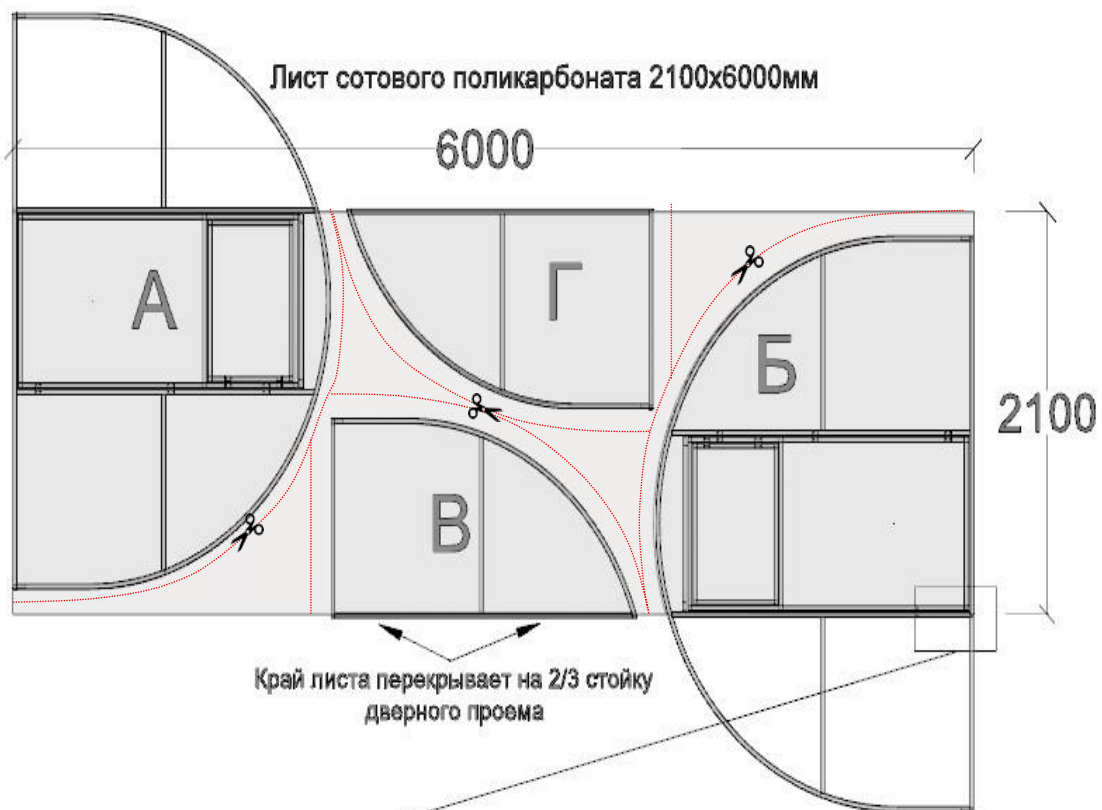 Лист сотового поликарбоната 2100х6000мм
6000
А
Г
Б
2100
В
Край листа перекрывает на 2/3 стойку
дверного проема